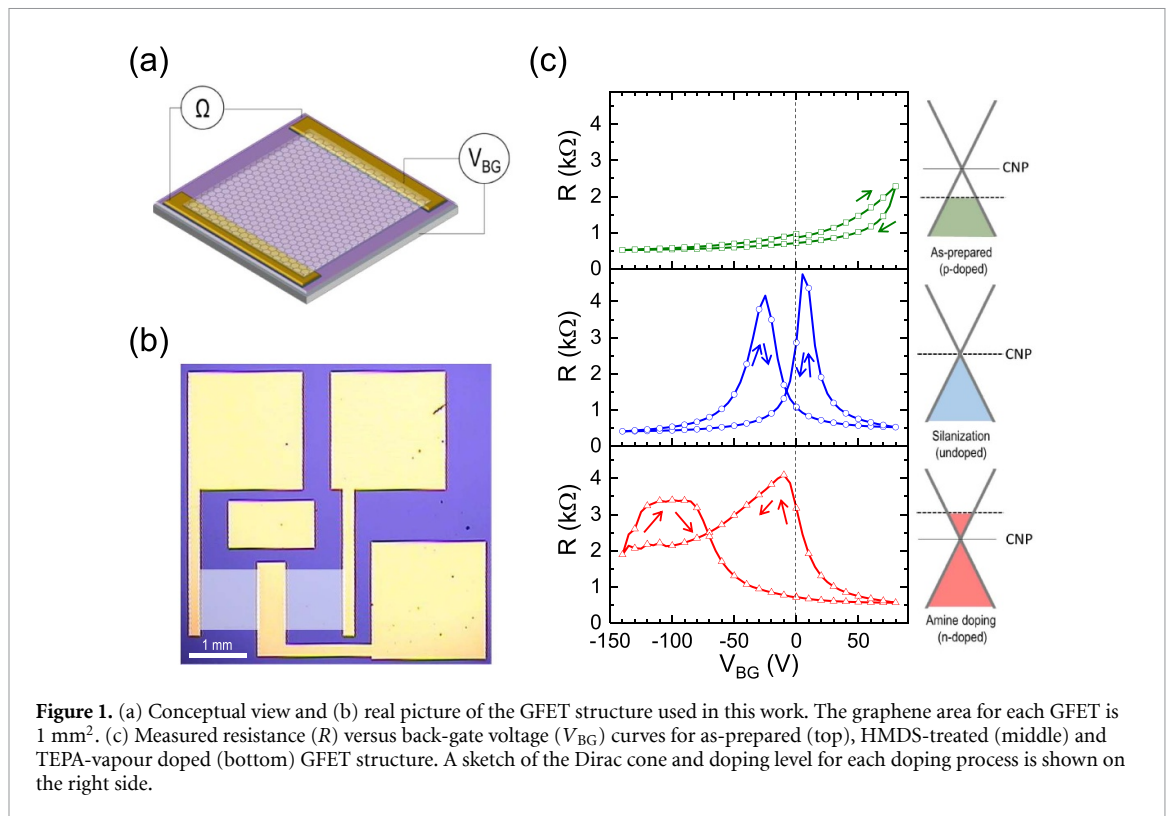 (a)
Ω
V_BG
(b)
1 mm
(c)
R (kΩ)
4
3
2
1
0
CNP
As-prepared
(p-doped)
R (kΩ)
4
3
2
1
0
CNP
Silanization
(undoped)
R (kΩ)
4
3
2
1
0
-150 -100 -50 0 50
V_BG (V)
CNP
Amine doping
(n-doped)
Figure 1. (a) Conceptual view and (b) real picture of the GFET structure used in this work. The graphene area for each GFET is
1 mm². (c) Measured resistance (R) versus back-gate voltage (V_BG) curves for as-prepared (top), HMDS-treated (middle) and
TEPA-vapour doped (bottom) GFET structure. A sketch of the Dirac cone and doping level for each doping process is shown on
the right side.